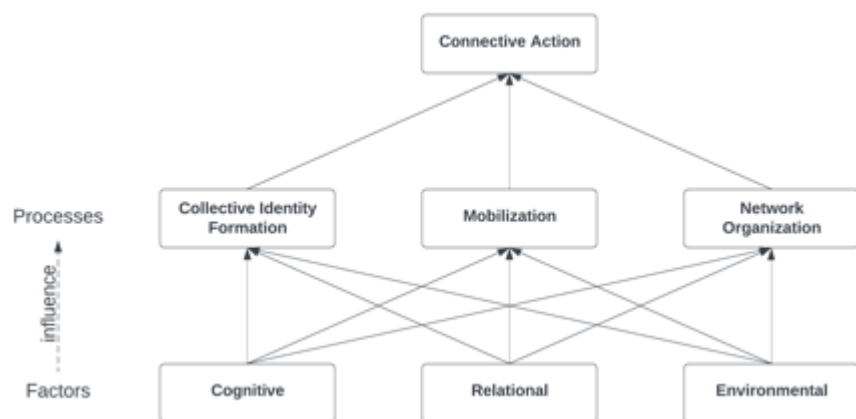 Connective Action
Processes
Collective Identity
Formation
Mobilization
Network
Organization
influence
Factors
Cognitive
Relational
Environmental